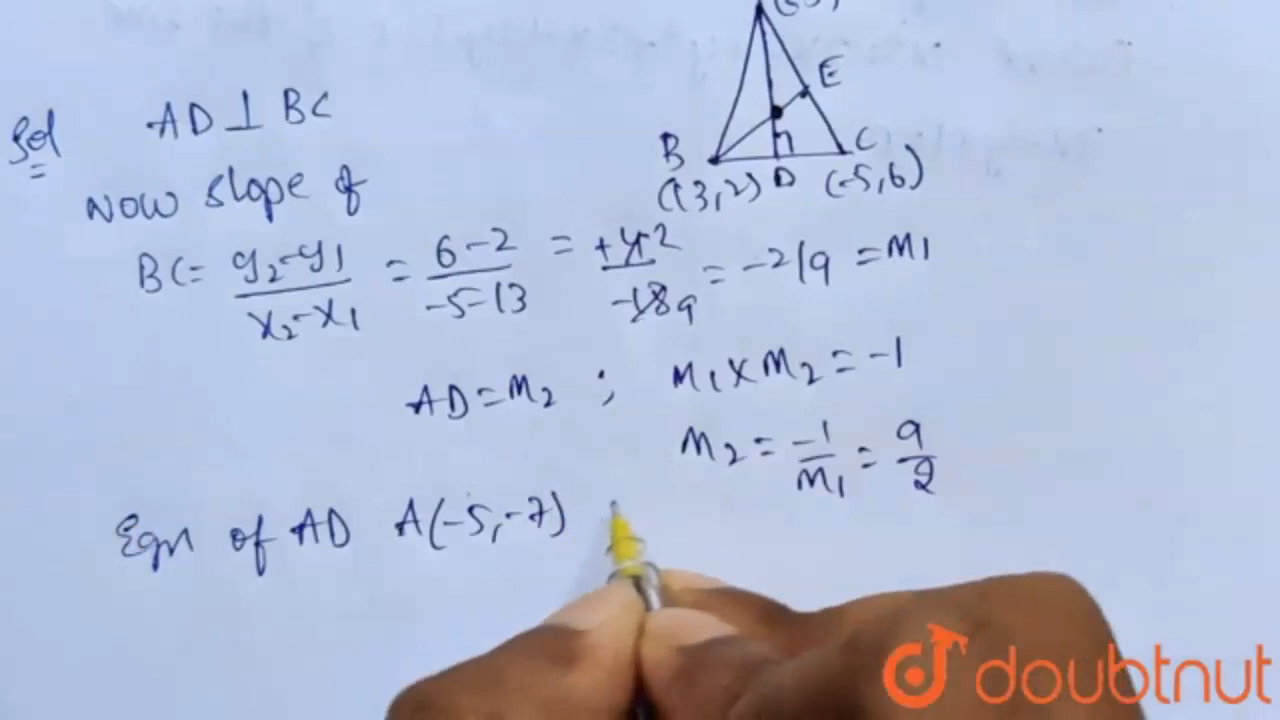 E
Sol AD ⊥ BC
B C
(13,2) D (-5,6)
Now slope of
BC = y2-y1 / x2-x1 = 6-2 / -5-13 = +4 2 / -18 9 = -2/9 = M1
AD = M2 ; M1 x M2 = -1
M2 = -1/M1 = 9/2
Eqn of AD A(-5,-7)
doubtnut